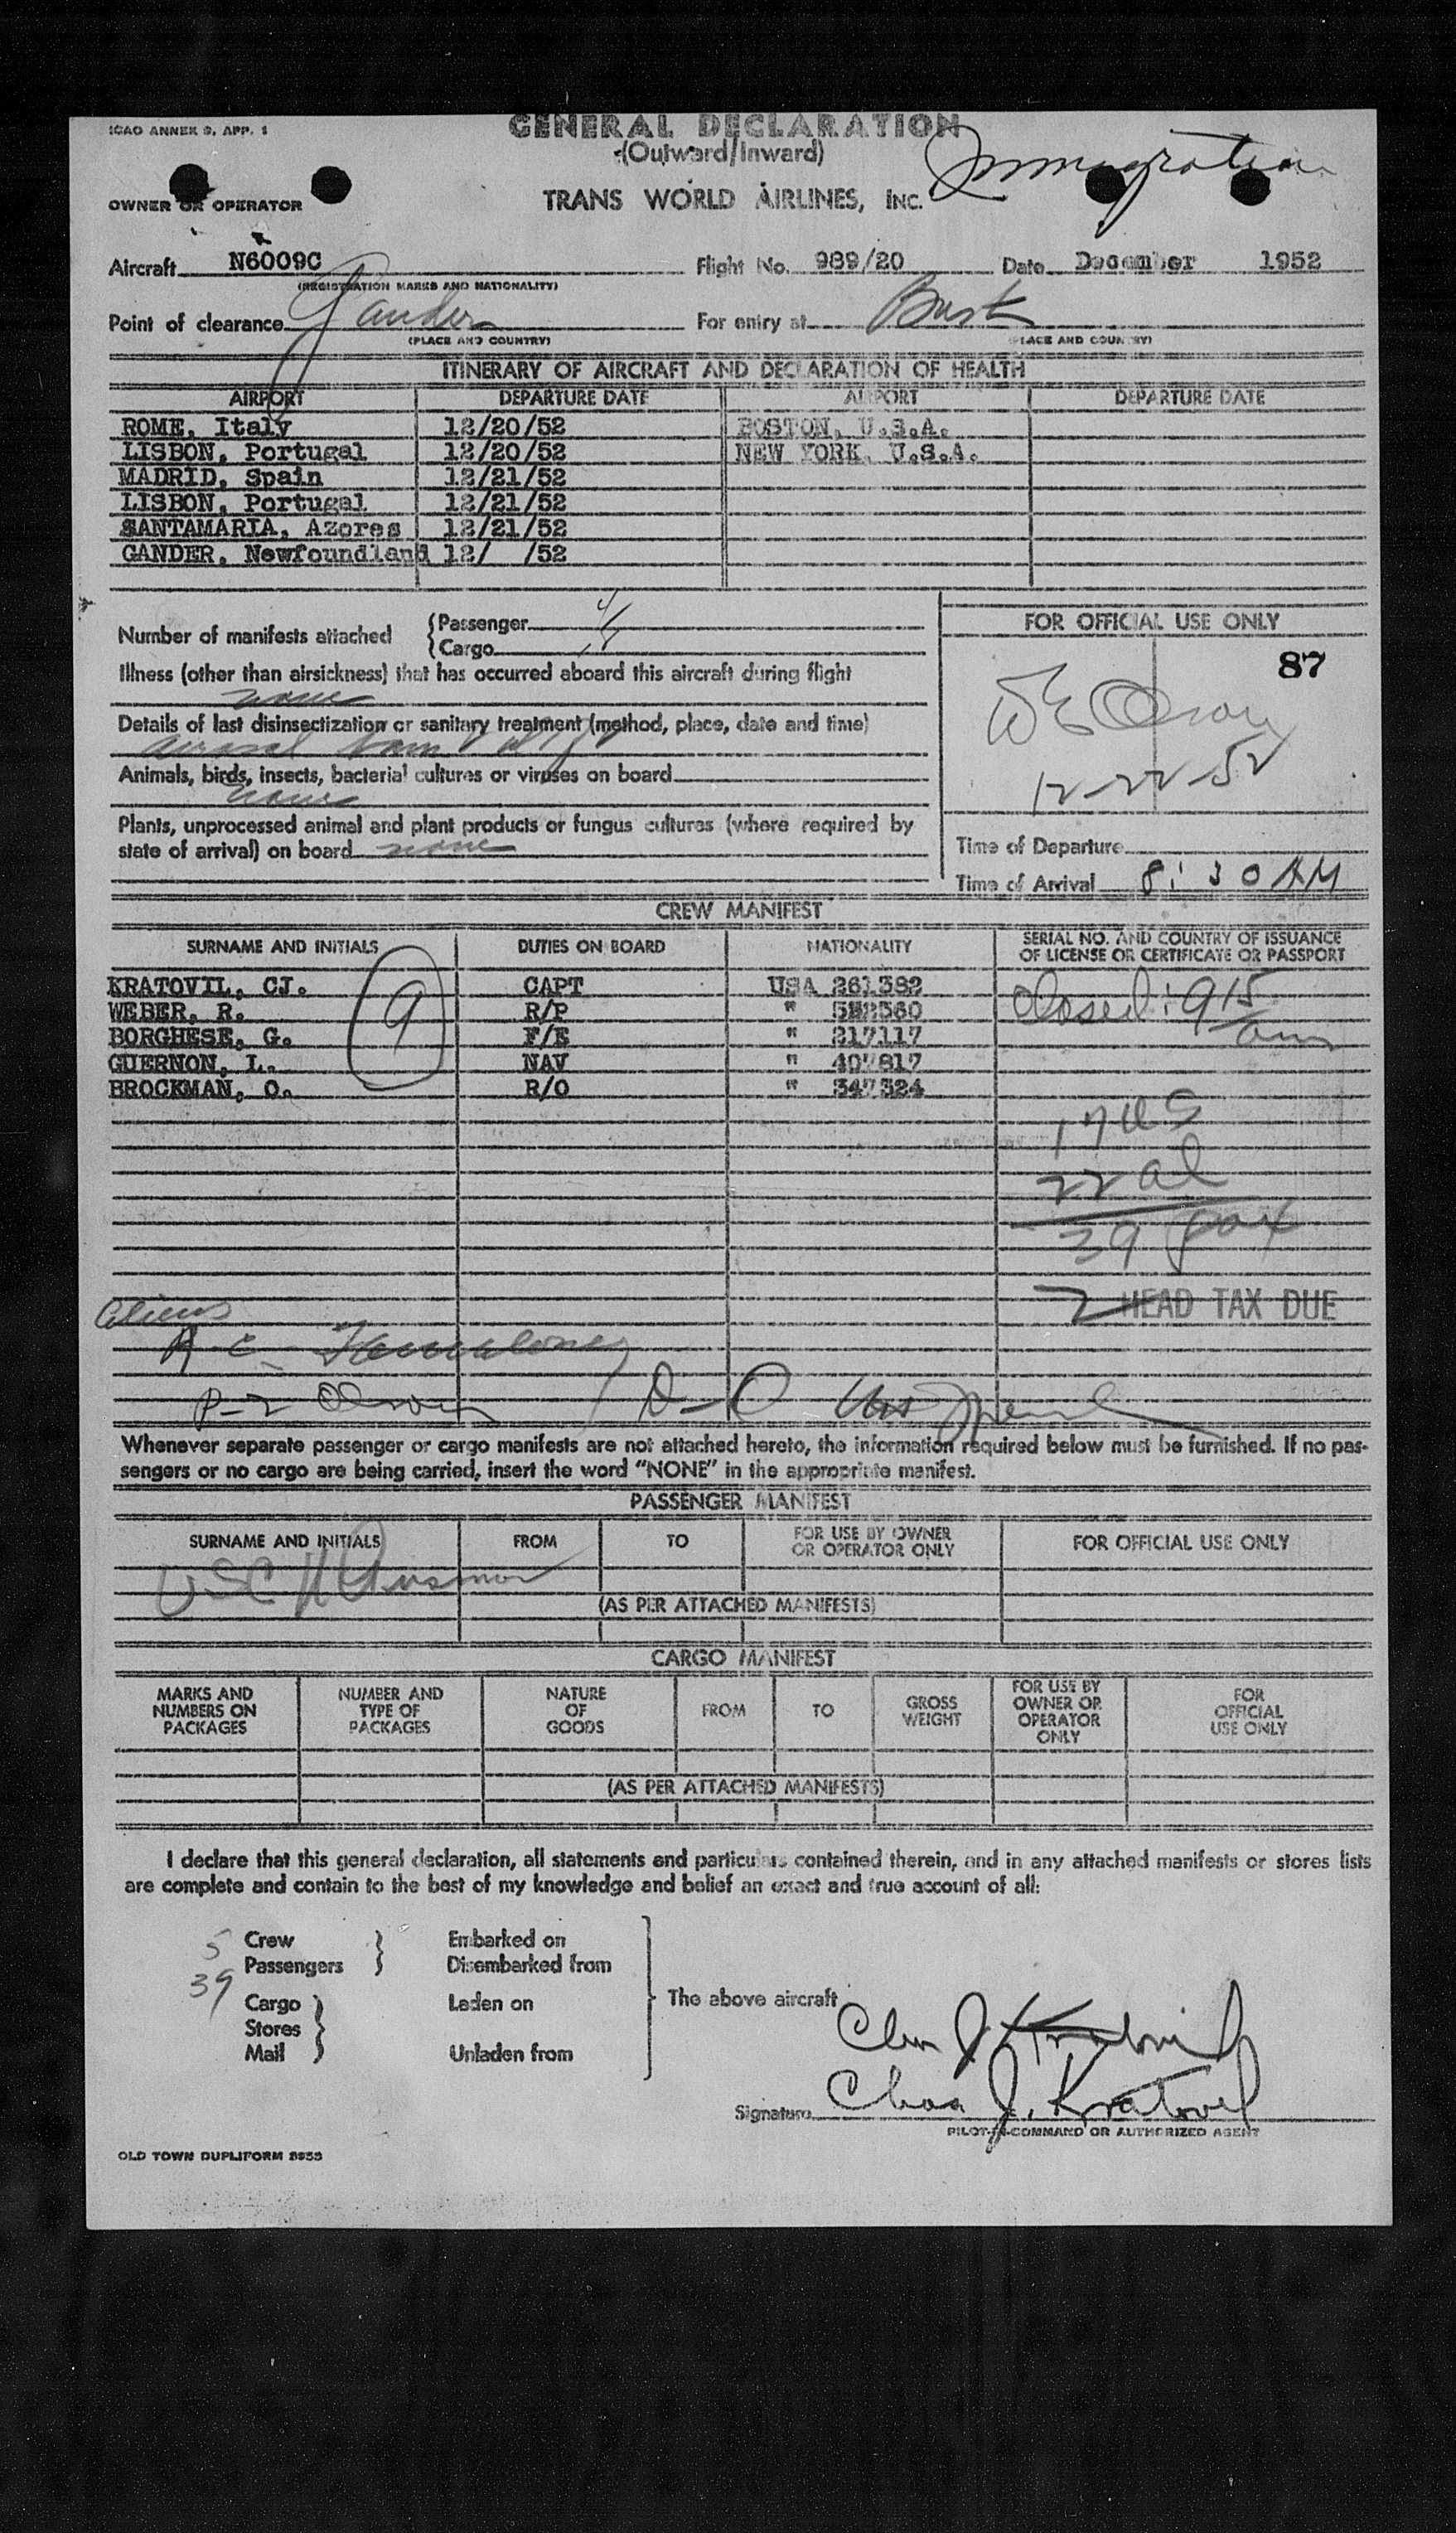 ICAO ANNEX 9, APP. 1
GENERAL DECLARATION
(Outward/Inward)
Immigration
OWNER OR OPERATOR TRANS WORLD AIRLINES, INC.
Aircraft N6009C Flight No. 989/20 Date December 1952
(REGISTRATION MARKS AND NATIONALITY)
Point of clearance Gander For entry at
(PLACE AND COUNTRY) (PLACE AND COUNTRY)
ITINERARY OF AIRCRAFT AND DECLARATION OF HEALTH
AIRPORT DEPARTURE DATE AIRPORT DEPARTURE DATE
ROME, Italy 12/20/52 BOSTON, U.S.A.
LISBON, Portugal 12/20/52 NEW YORK, U.S.A.
MADRID, Spain 12/21/52
LISBON, Portugal 12/21/52
SANTAMARIA, Azores 12/21/52
GANDER, Newfoundland 12/ /52
Number of manifests attached { Passenger
Cargo
FOR OFFICIAL USE ONLY
87
Illness (other than airsickness) that has occurred aboard this aircraft during flight
none
Details of last disinsectization or sanitary treatment (method, place, date and time)
Animals, birds, insects, bacterial cultures or viruses on board
none
12-22-52
Plants, unprocessed animal and plant products or fungus cultures (where required by
state of arrival) on board none
Time of Departure
Time of Arrival 8:30 AM
CREW MANIFEST
SURNAME AND INITIALS DUTIES ON BOARD NATIONALITY SERIAL NO. AND COUNTRY OF ISSUANCE
OF LICENSE OR CERTIFICATE OR PASSPORT
KRATOVIL, CJ. CAPT USA 261382
WEBER, R. R/P "
BORGHESE, G. F/E " 217117
GUERNON, L. NAV " 407817
BROCKMAN, O. R/O " 347324
9
Closed: 9 15 am
17 US
22 al
39 pax
2 HEAD TAX DUE
Aliens
Whenever separate passenger or cargo manifests are not attached hereto, the information required below must be furnished. If no pas-
sengers or no cargo are being carried, insert the word "NONE" in the appropriate manifest.
PASSENGER MANIFEST
SURNAME AND INITIALS FROM TO FOR USE BY OWNER
OR OPERATOR ONLY FOR OFFICIAL USE ONLY
USC
(AS PER ATTACHED MANIFESTS)
CARGO MANIFEST
MARKS AND
NUMBERS ON
PACKAGES NUMBER AND
TYPE OF
PACKAGES NATURE
OF
GOODS FROM TO GROSS
WEIGHT FOR USE BY
OWNER OR
OPERATOR
ONLY FOR
OFFICIAL
USE ONLY
(AS PER ATTACHED MANIFESTS)
I declare that this general declaration, all statements and particulars contained therein, and in any attached manifests or stores lists
are complete and contain to the best of my knowledge and belief an exact and true account of all:
5 Crew Embarked on
39 Passengers Disembarked from
Cargo Laden on The above aircraft
Stores
Mail Unladen from
Chas J. Kratovil
Signature Chas J. Kratovil
PILOT-IN-COMMAND OR AUTHORIZED AGENT
OLD TOWN DUPLIFORM 8953